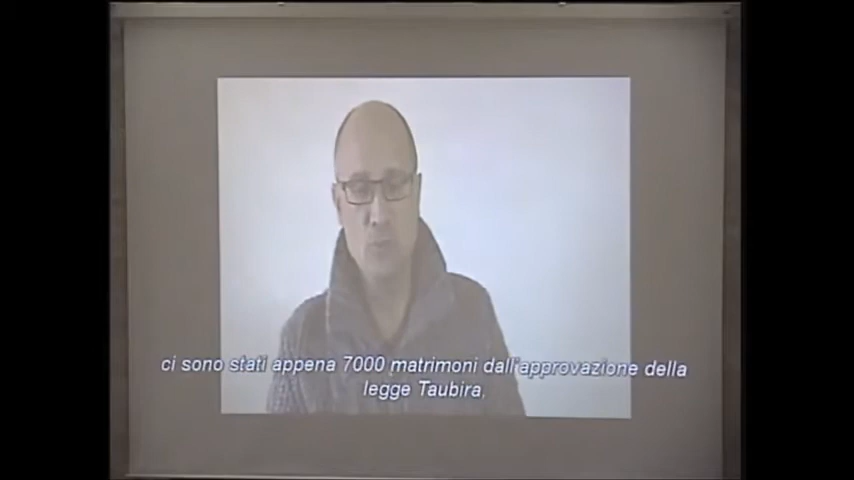 ci sono stati appena 7000 matrimoni dall'approvazione della
legge Taubira,